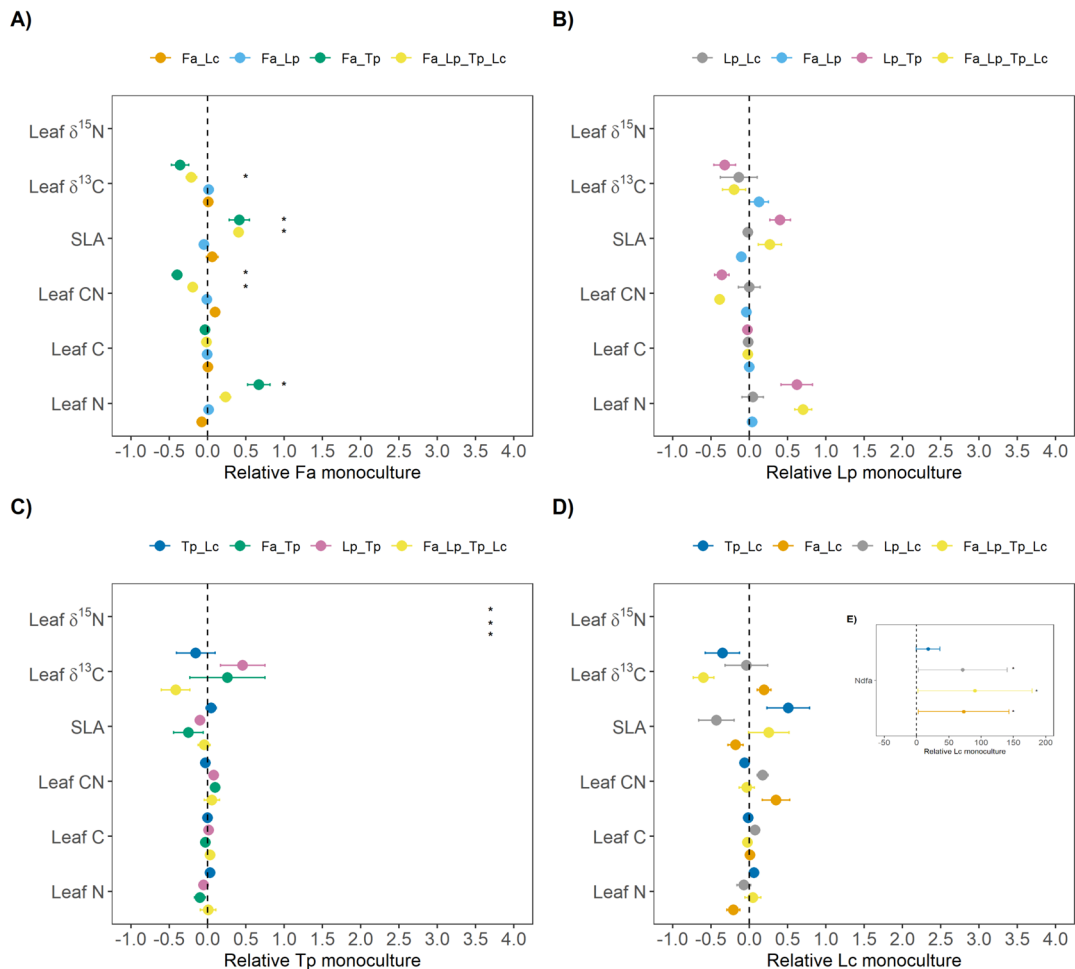 A)
Fa_Lc Fa_Lp Fa_Tp Fa_Lp_Tp_Lc
Leaf δ15N
Leaf δ13C
*
SLA
*
*
Leaf CN
*
*
Leaf C
Leaf N
*
-1.0 -0.5 0.0 0.5 1.0 1.5 2.0 2.5 3.0 3.5 4.0
Relative Fa monoculture
B)
Lp_Lc Fa_Lp Lp_Tp Fa_Lp_Tp_Lc
Leaf δ15N
Leaf δ13C
SLA
Leaf CN
Leaf C
Leaf N
-1.0 -0.5 0.0 0.5 1.0 1.5 2.0 2.5 3.0 3.5 4.0
Relative Lp monoculture
C)
Tp_Lc Fa_Tp Lp_Tp Fa_Lp_Tp_Lc
Leaf δ15N
*
*
*
Leaf δ13C
SLA
Leaf CN
Leaf C
Leaf N
-1.0 -0.5 0.0 0.5 1.0 1.5 2.0 2.5 3.0 3.5 4.0
Relative Tp monoculture
D)
Tp_Lc Fa_Lc Lp_Lc Fa_Lp_Tp_Lc
Leaf δ15N
Leaf δ13C
SLA
Leaf CN
Leaf C
Leaf N
-1.0 -0.5 0.0 0.5 1.0 1.5 2.0 2.5 3.0 3.5 4.0
Relative Lc monoculture
E)
Ndfa
*
*
*
-50 0 50 100 150 200
Relative Lc monoculture